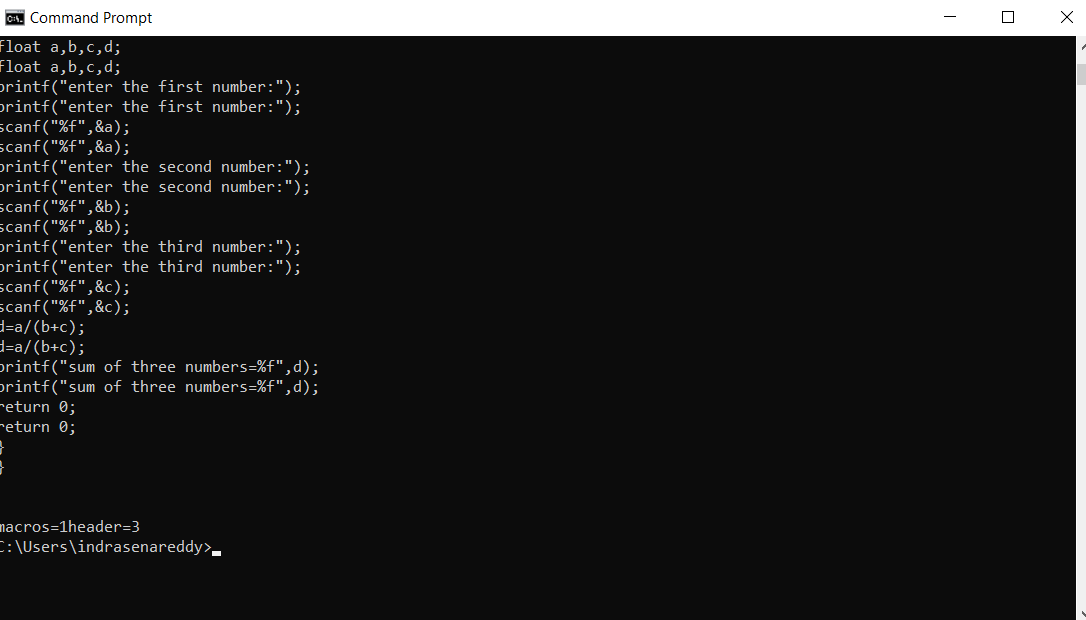 Command Prompt
float a,b,c,d;
float a,b,c,d;
printf("enter the first number:");
printf("enter the first number:");
scanf("%f",&a);
scanf("%f",&a);
printf("enter the second number:");
printf("enter the second number:");
scanf("%f",&b);
scanf("%f",&b);
printf("enter the third number:");
printf("enter the third number:");
scanf("%f",&c);
scanf("%f",&c);
d=a/(b+c);
d=a/(b+c);
printf("sum of three numbers=%f",d);
printf("sum of three numbers=%f",d);
return 0;
return 0;
}
}
macros=1header=3
C:\Users\indrasenareddy>